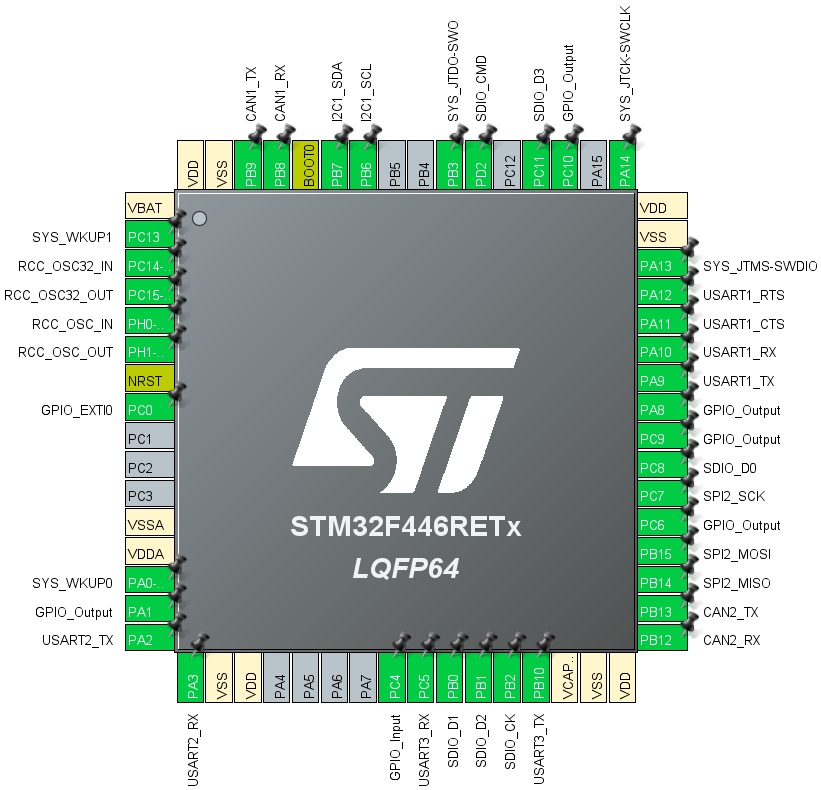 CAN1_TX
CAN1_RX
I2C1_SDA
I2C1_SCL
SYS_JTDO-SWO
SDIO_CMD
SDIO_D3
GPIO_Output
SYS_JTCK-SWCLK
VDD
VSS
PB9
PB8
BOOT0
PB7
PB6
PB5
PB4
PB3
PD2
PC12
PC11
PC10
PA15
PA14
VBAT
SYS_WKUP1 PC13
RCC_OSC32_IN PC14-..
RCC_OSC32_OUT PC15-..
RCC_OSC_IN PH0-..
RCC_OSC_OUT PH1-..
NRST
GPIO_EXTI0 PC0
PC1
PC2
PC3
VSSA
VDDA
SYS_WKUP0 PA0-..
GPIO_Output PA1
USART2_TX PA2
ST
STM32F446RETx
LQFP64
VDD
VSS
PA13 SYS_JTMS-SWDIO
PA12 USART1_RTS
PA11 USART1_CTS
PA10 USART1_RX
PA9 USART1_TX
PA8 GPIO_Output
PC9 GPIO_Output
PC8 SDIO_D0
PC7 SPI2_SCK
PC6 GPIO_Output
PB15 SPI2_MOSI
PB14 SPI2_MISO
PB13 CAN2_TX
PB12 CAN2_RX
PA3
VSS
VDD
PA4
PA5
PA6
PA7
PC4
PC5
PB0
PB1
PB2
PB10
VCAP..
VSS
VDD
USART2_RX
GPIO_Input
USART3_RX
SDIO_D1
SDIO_D2
SDIO_CK
USART3_TX